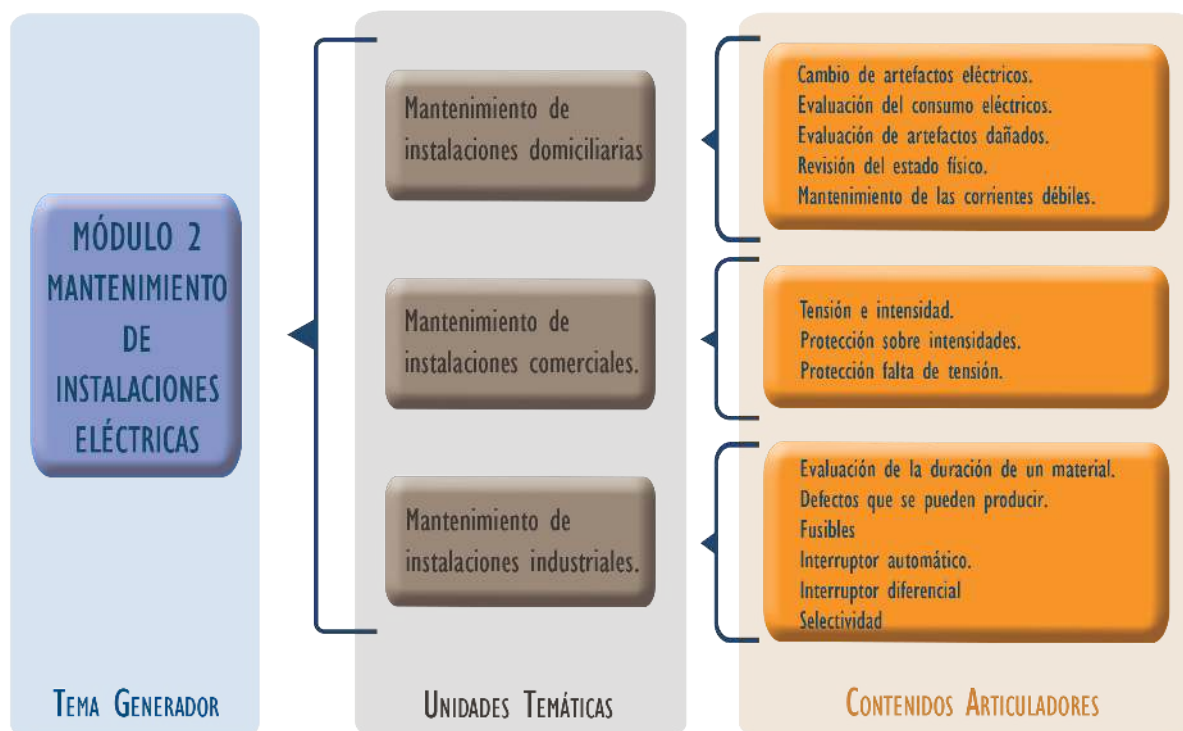 MÓDULO 2
MANTENIMIENTO
DE
INSTALACIONES
ELÉCTRICAS
TEMA GENERADOR
Mantenimiento de
instalaciones domiciliarias
Mantenimiento de
instalaciones comerciales.
Mantenimiento de
instalaciones industriales.
UNIDADES TEMÁTICAS
Cambio de artefactos eléctricos.
Evaluación del consumo eléctricos.
Evaluación de artefactos dañados.
Revisión del estado físico.
Mantenimiento de las corrientes débiles.
Tensión e intensidad.
Protección sobre intensidades.
Protección falta de tensión.
Evaluación de la duración de un material.
Defectos que se pueden producir.
Fusibles
Interruptor automático.
Interruptor diferencial
Selectividad
CONTENIDOS ARTICULADORES